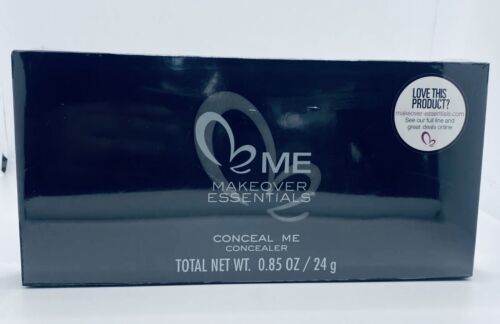 LOVE THIS
PRODUCT?
makeover-essentials.com
See our full line and
great deals online.
ME
MAKEOVER
ESSENTIALS
CONCEAL ME
CONCEALER
TOTAL NET WT. 0.85 OZ / 24 g